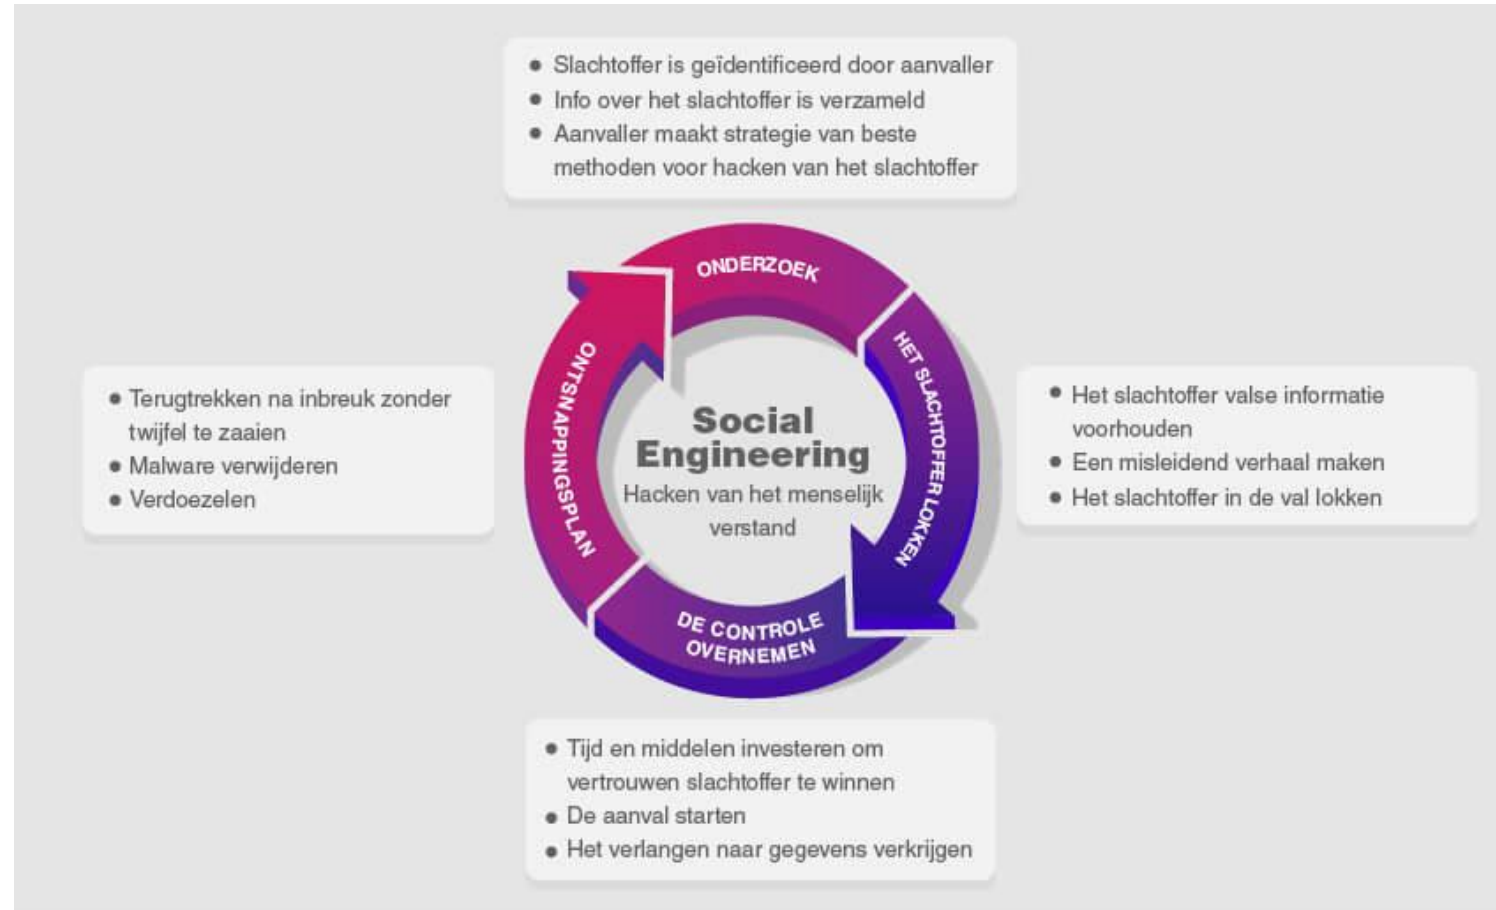 Slachtoffer is geïdentificeerd door aanvaller
Info over het slachtoffer is verzameld
Aanvaller maakt strategie van beste
methoden voor hacken van het slachtoffer
ONDERZOEK
HET SLACHTOFFER LOKKEN
Het slachtoffer valse informatie
voorhouden
Een misleidend verhaal maken
Het slachtoffer in de val lokken
DE CONTROLE
OVERNEMEN
Tijd en middelen investeren om
vertrouwen slachtoffer te winnen
De aanval starten
Het verlangen naar gegevens verkrijgen
ONTSNAPPINGSPLAN
Terugtrekken na inbreuk zonder
twijfel te zaaien
Malware verwijderen
Verdoezelen
Social
Engineering
Hacken van het menselijk
verstand